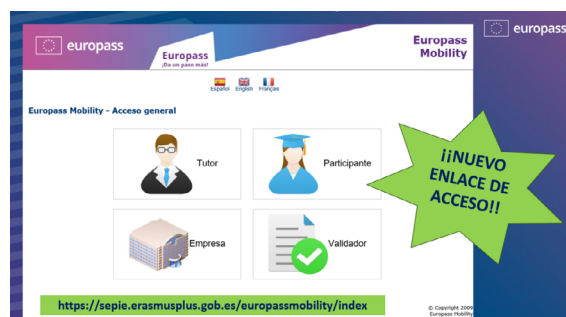 europass
europass
Europass
¡Da un paso más!
Europass
Mobility
Español English Français
Europass Mobility - Acceso general
Tutor
Participante
Empresa
Validador
¡¡NUEVO
ENLACE DE
ACCESO!!
https://sepie.erasmusplus.gob.es/europassmobility/index
© Copyright 2009
Europass Mobility